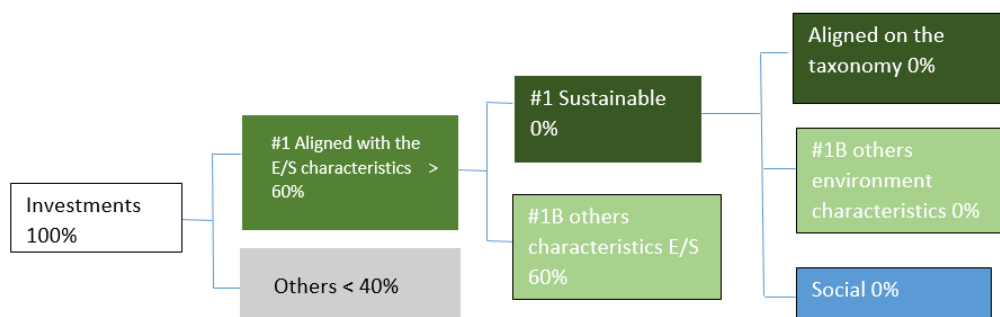 Investments
100%
#1 Aligned with the
E/S characteristics >
60%
Others < 40%
#1 Sustainable
0%
#1B others
characteristics E/S
60%
Aligned on the
taxonomy 0%
#1B others
environment
characteristics 0%
Social 0%